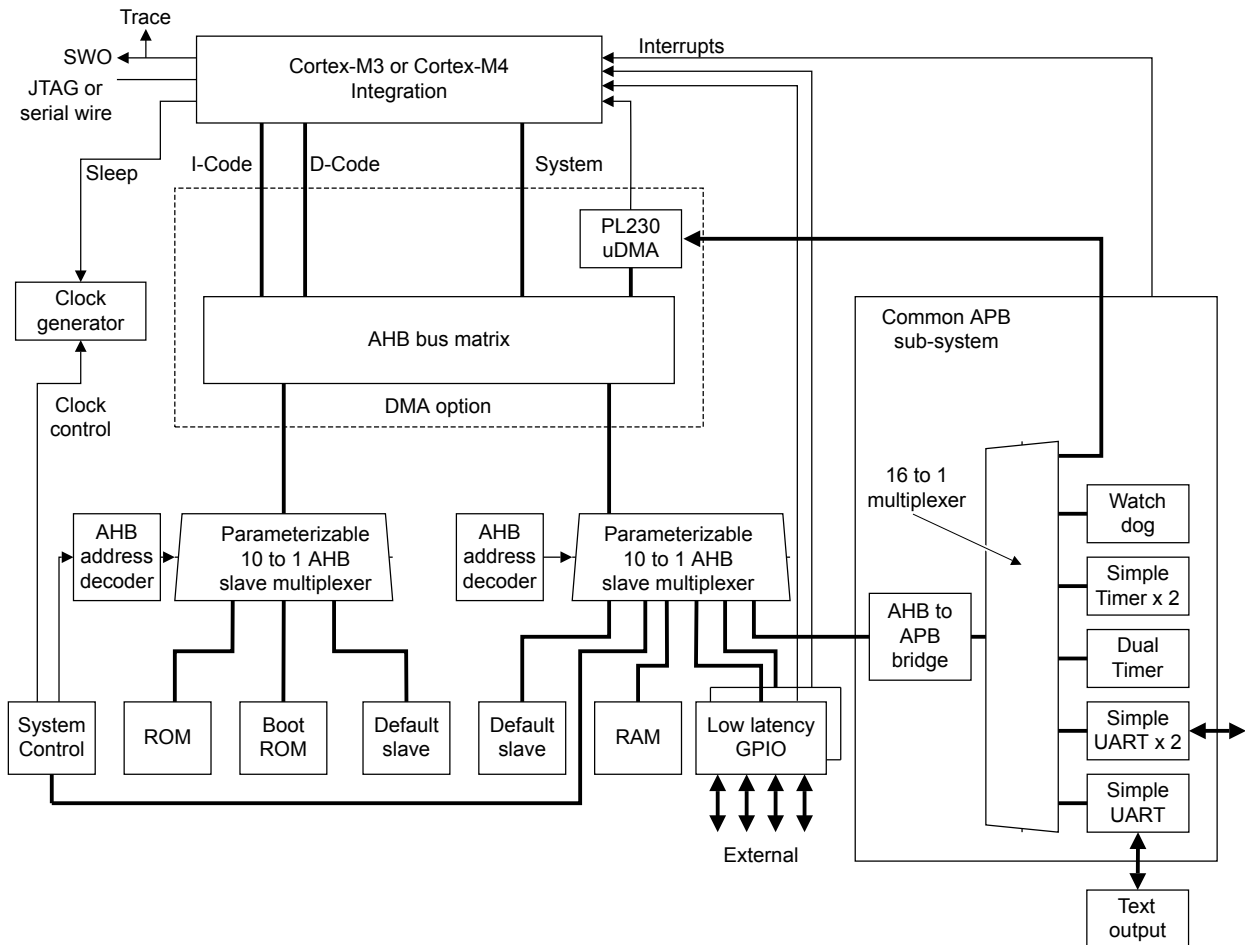 Trace
SWO
JTAG or
serial wire
Cortex-M3 or Cortex-M4
Integration
Interrupts
I-Code
D-Code
System
Sleep
PL230
uDMA
Clock
generator
AHB bus matrix
Common APB
sub-system
Clock
control
DMA option
16 to 1
multiplexer
AHB
address
decoder
Parameterizable
10 to 1 AHB
slave multiplexer
AHB
address
decoder
Parameterizable
10 to 1 AHB
slave multiplexer
Watch
dog
Simple
Timer x 2
AHB to
APB
bridge
Dual
Timer
System
Control
ROM
Boot
ROM
Default
slave
Default
slave
RAM
Low latency
GPIO
Simple
UART x 2
Simple
UART
External
Text
output